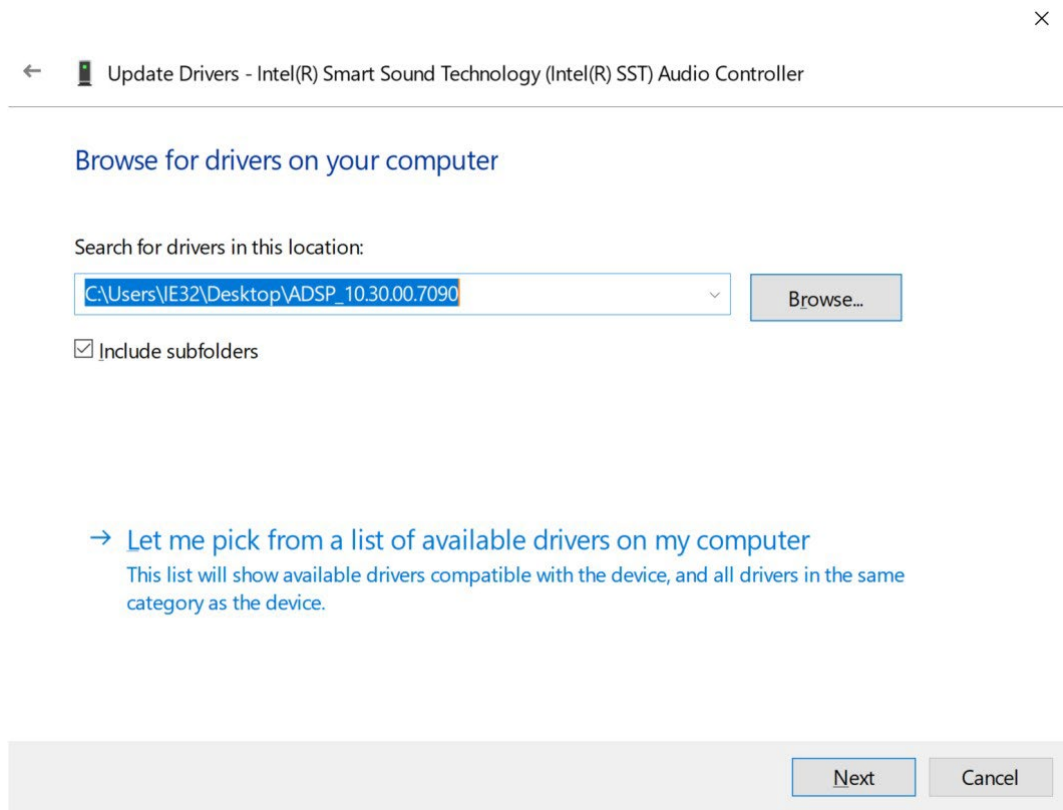 Update Drivers - Intel(R) Smart Sound Technology (Intel(R) SST) Audio Controller
Browse for drivers on your computer
Search for drivers in this location:
C:\Users\IE32\Desktop\ADSP_10.30.00.7090
Browse...
Include subfolders
Let me pick from a list of available drivers on my computer
This list will show available drivers compatible with the device, and all drivers in the same
category as the device.
Next
Cancel